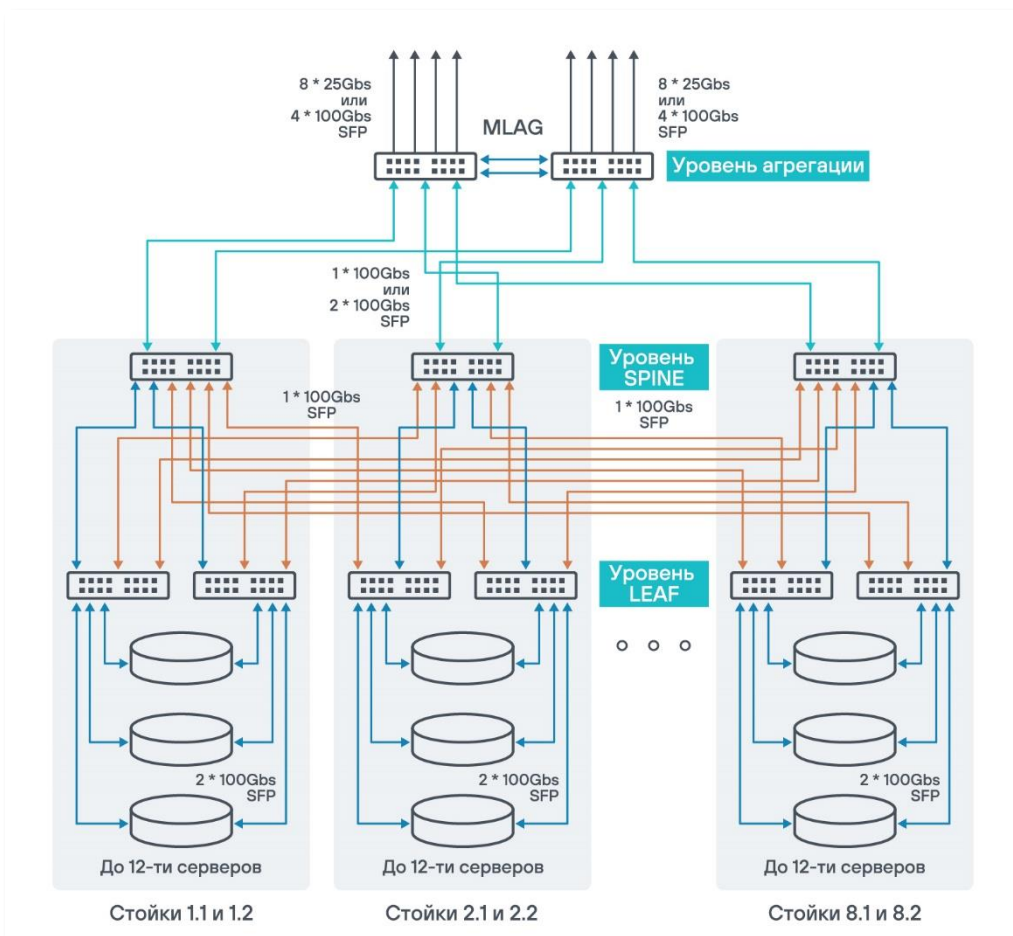 8 * 25Gbs
или
4 * 100Gbs
SFP
MLAG
8 * 25Gbs
или
4 * 100Gbs
SFP
Уровень агрегации
1 * 100Gbs
или
2 * 100Gbs
SFP
Уровень
SPINE
1 * 100Gbs
SFP
1 * 100Gbs
SFP
Уровень
LEAF
2 * 100Gbs
SFP
2 * 100Gbs
SFP
2 * 100Gbs
SFP
До 12-ти серверов
До 12-ти серверов
До 12-ти серверов
Стойки 1.1 и 1.2
Стойки 2.1 и 2.2
Стойки 8.1 и 8.2